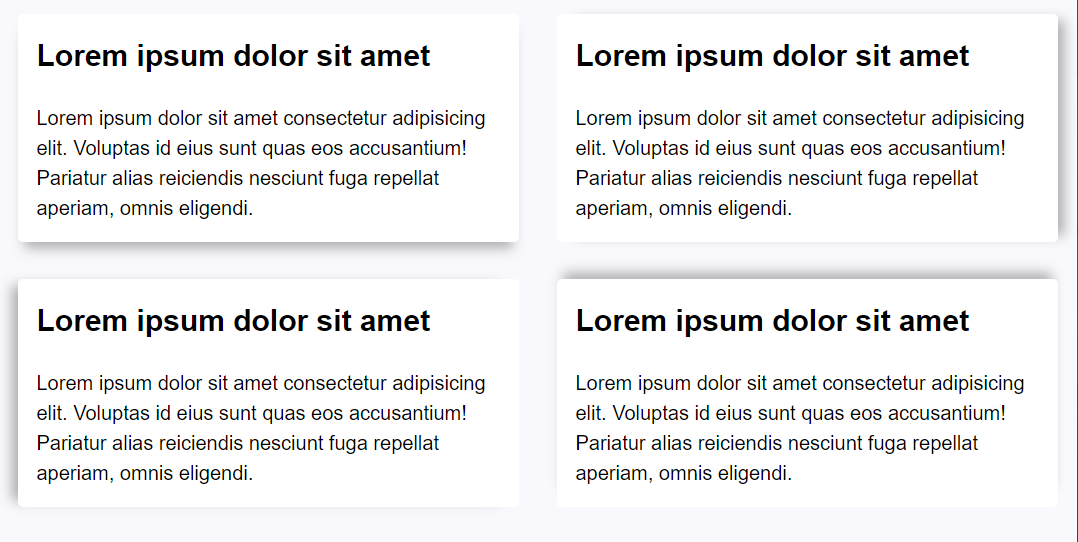 Lorem ipsum dolor sit amet
Lorem ipsum dolor sit amet consectetur adipisicing
elit. Voluptas id eius sunt quas eos accusantium!
Pariatur alias reiciendis nesciunt fuga repellat
aperiam, omnis eligendi.
Lorem ipsum dolor sit amet
Lorem ipsum dolor sit amet consectetur adipisicing
elit. Voluptas id eius sunt quas eos accusantium!
Pariatur alias reiciendis nesciunt fuga repellat
aperiam, omnis eligendi.
Lorem ipsum dolor sit amet
Lorem ipsum dolor sit amet consectetur adipisicing
elit. Voluptas id eius sunt quas eos accusantium!
Pariatur alias reiciendis nesciunt fuga repellat
aperiam, omnis eligendi.
Lorem ipsum dolor sit amet
Lorem ipsum dolor sit amet consectetur adipisicing
elit. Voluptas id eius sunt quas eos accusantium!
Pariatur alias reiciendis nesciunt fuga repellat
aperiam, omnis eligendi.